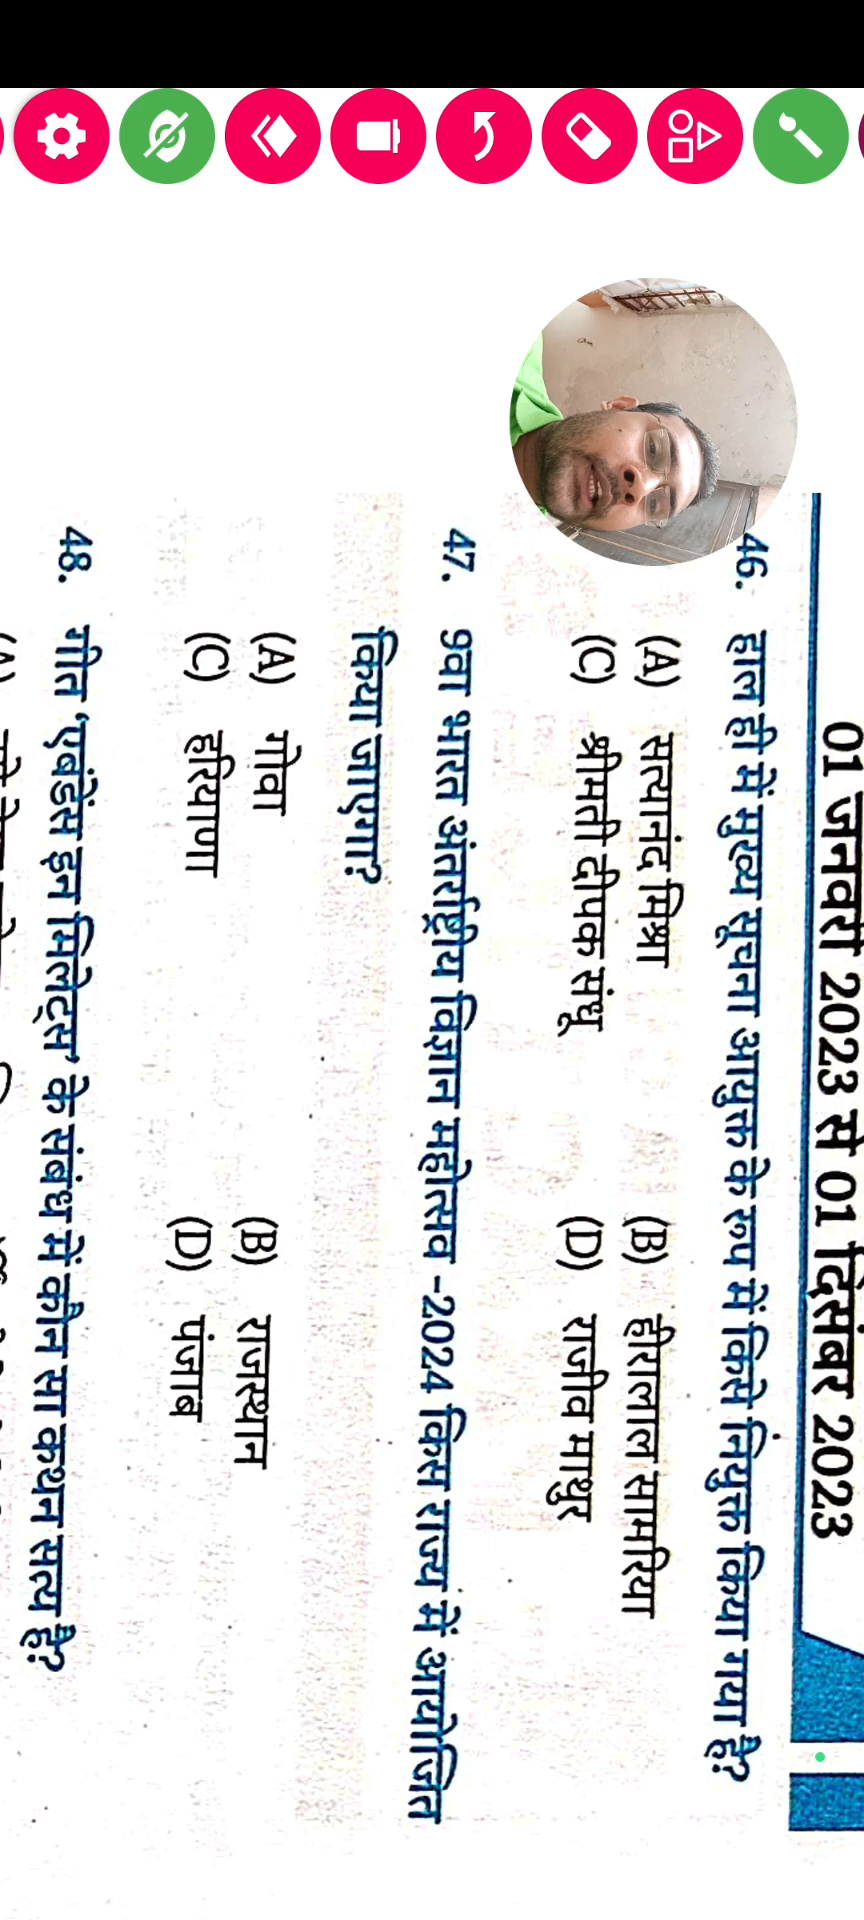 01 जनवरी 2023 से 01 दिसंबर 2023
46. हाल ही में मुख्य सूचना आयुक्त के रूप में किसे नियुक्त किया गया है?
(A) सत्यानंद मिश्रा (B) हीरालाल सामरिया
(C) श्रीमती दीपक संधू (D) राजीव माथुर
47. 9वा भारत अंतर्राष्ट्रीय विज्ञान महोत्सव -2024 किस राज्य में आयोजित
किया जाएगा?
(A) गोवा (B) राजस्थान
(C) हरियाणा (D) पंजाब
48. गीत 'एबंडेंस इन मिलेट्स' के संबंध में कौन सा कथन सत्य है?